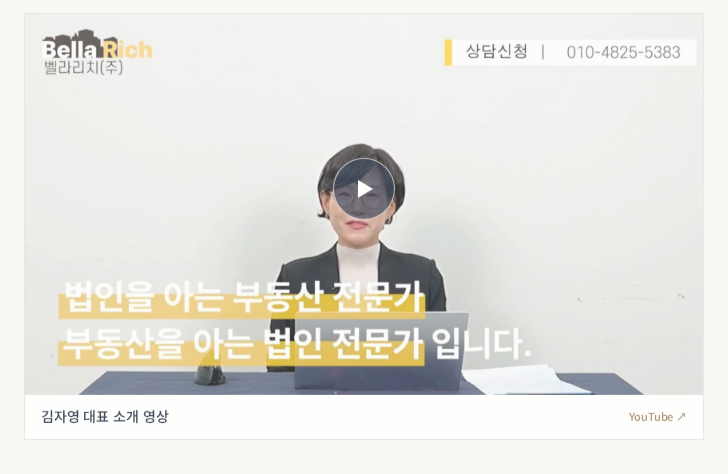 Bella Rich
벨라리치(주)
상담신청 | 010-4825-5383
법인을 아는 부동산 전문가
부동산을 아는 법인 전문가 입니다.
김자영 대표 소개 영상
YouTube ↗